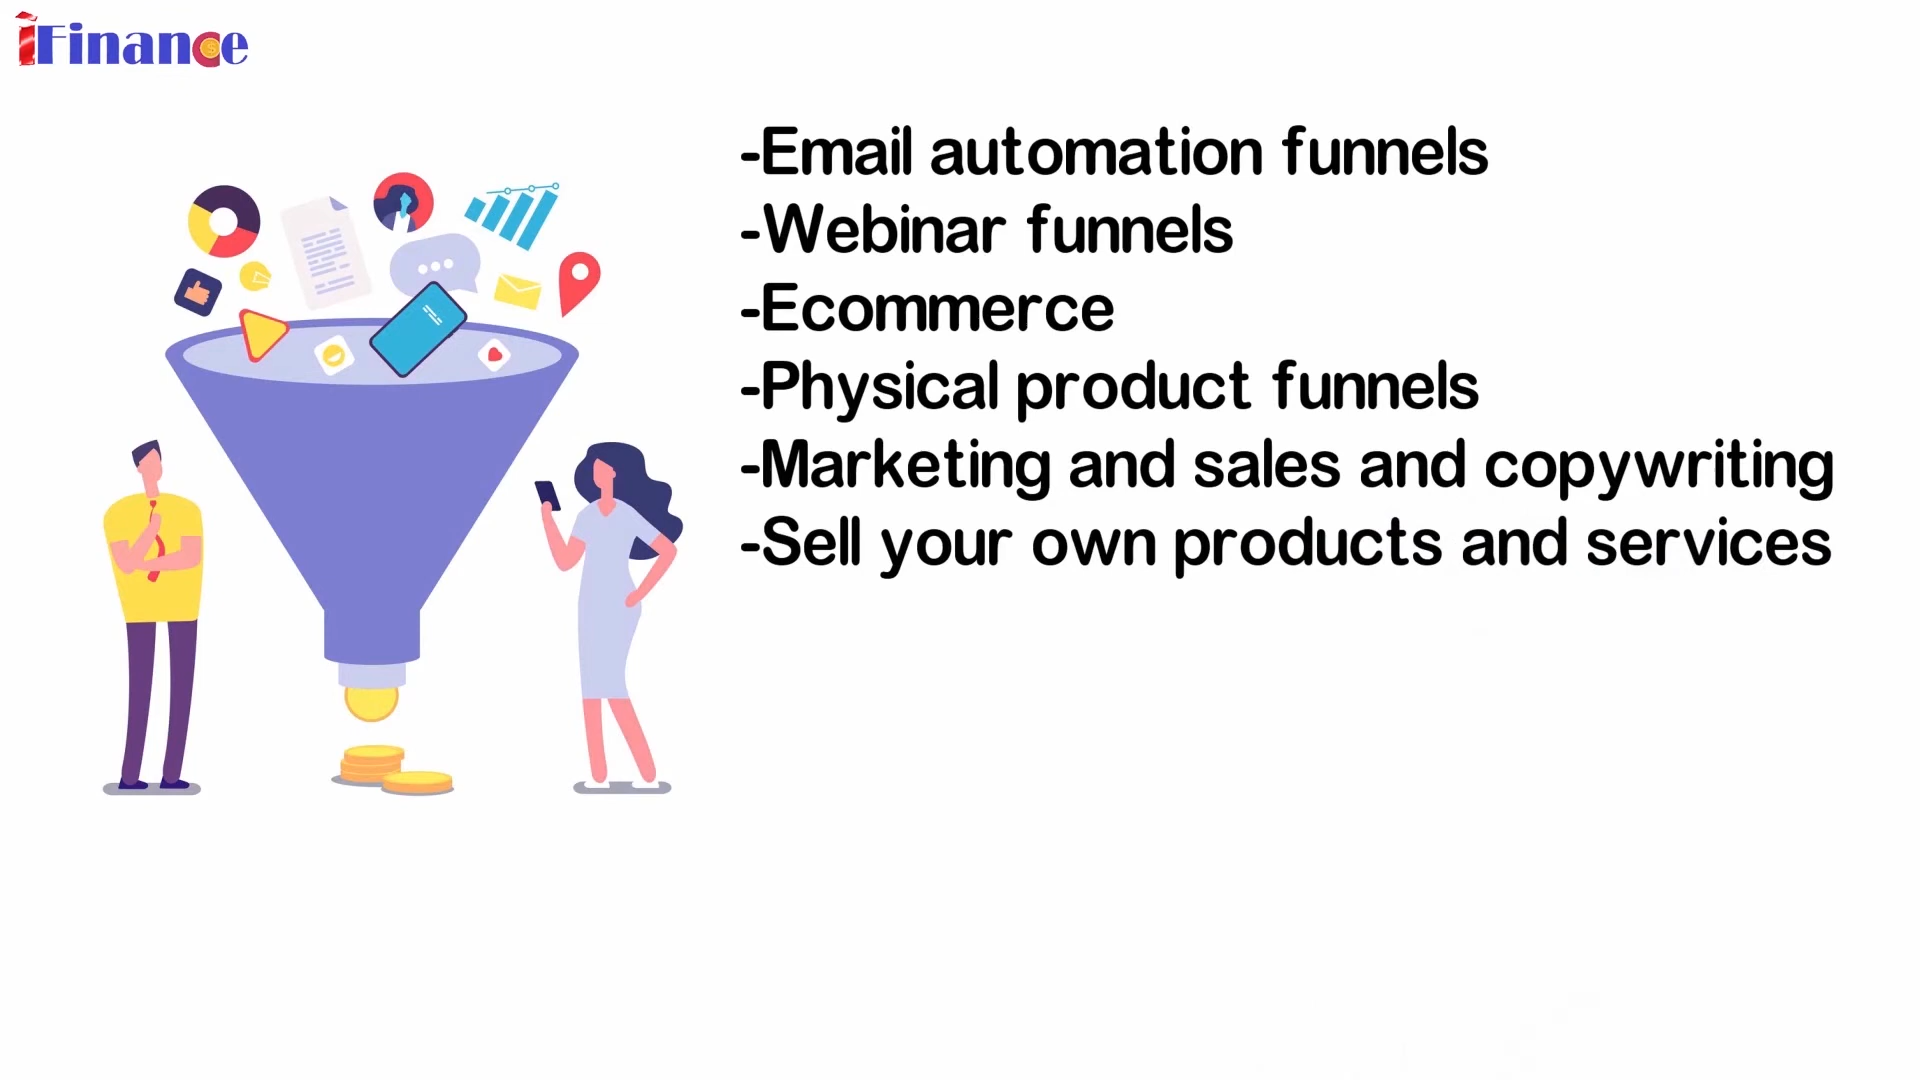 iFinance
-Email automation funnels
-Webinar funnels
-Ecommerce
-Physical product funnels
-Marketing and sales and copywriting
-Sell your own products and services